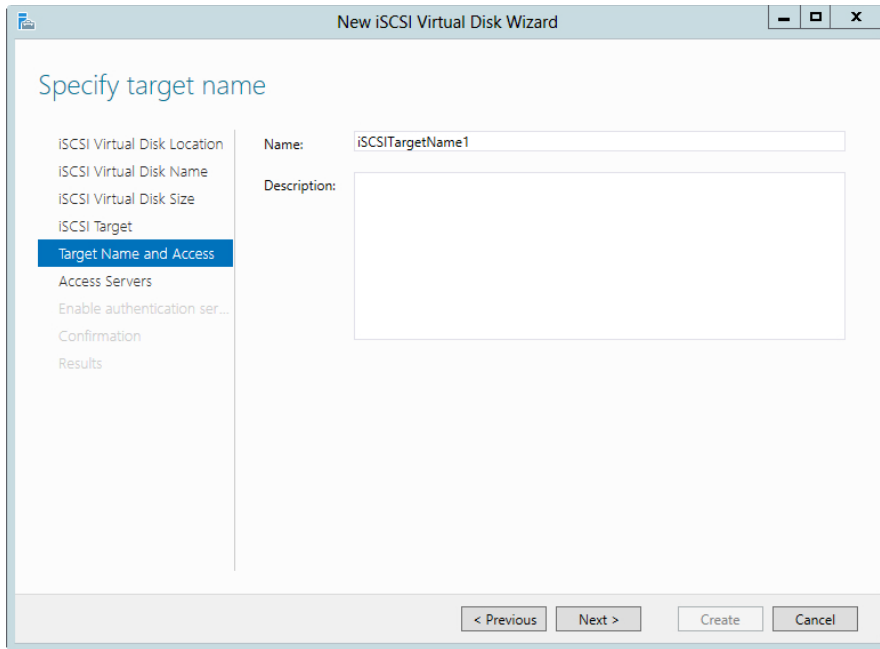 New iSCSI Virtual Disk Wizard
Specify target name
iSCSI Virtual Disk Location
iSCSI Virtual Disk Name
iSCSI Virtual Disk Size
iSCSI Target
Target Name and Access
Access Servers
Enable authentication ser...
Confirmation
Results
Name:
iSCSITargetName1
Description:
< Previous
Next >
Create
Cancel